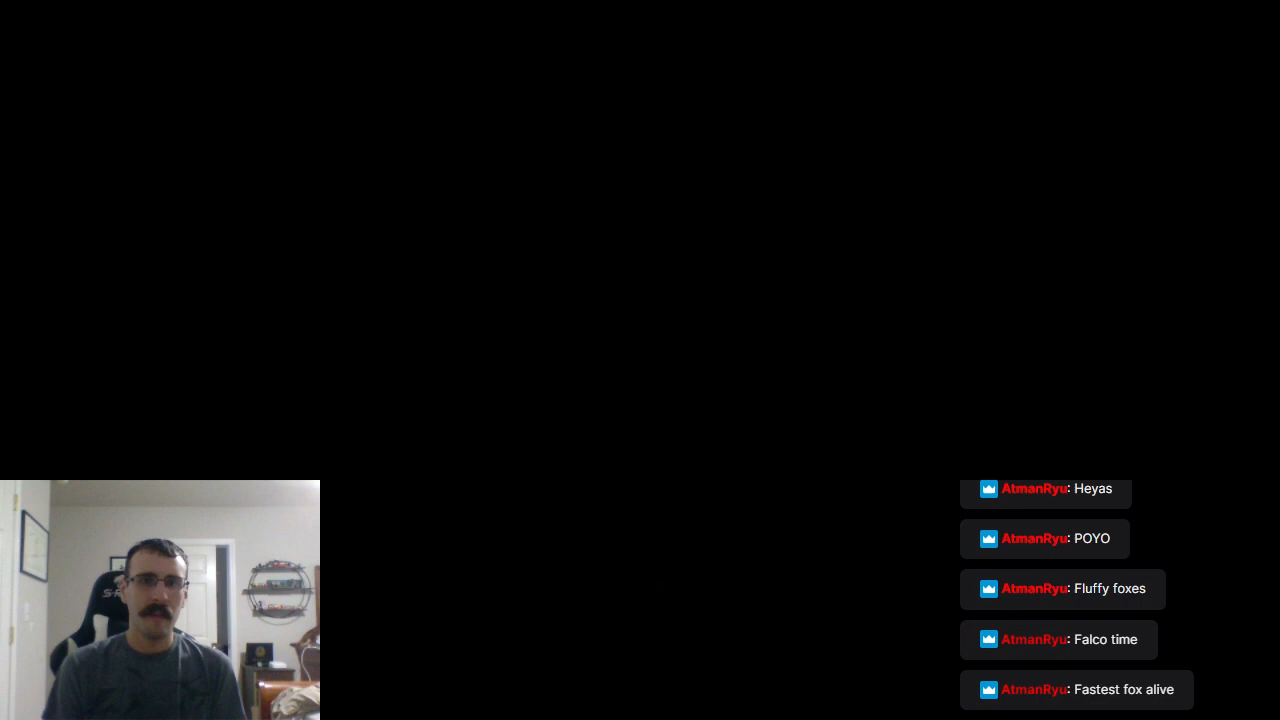 AtmanRyu: Heyas
AtmanRyu: POYO
AtmanRyu: Fluffy foxes
AtmanRyu: Falco time
AtmanRyu: Fastest fox alive